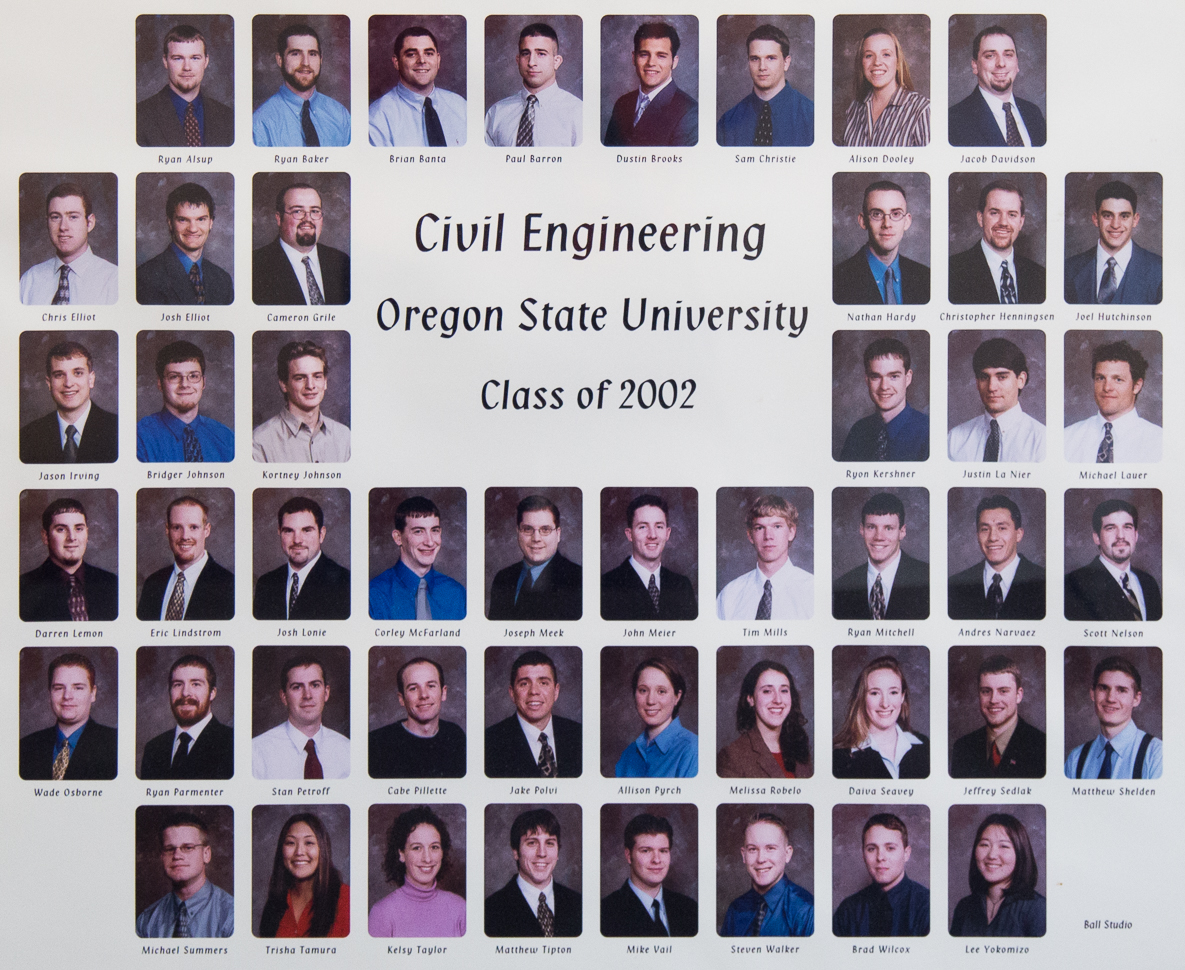 Ryan Alsup
Ryan Baker
Brian Banta
Paul Barron
Dustin Brooks
Sam Christie
Alison Dooley
Jacob Davidson
Civil Engineering
Oregon State University
Class of 2002
Chris Elliot
Josh Elliot
Cameron Grile
Nathan Hardy
Christopher Henningsen
Joel Hutchinson
Jason Irving
Bridger Johnson
Kortney Johnson
Ryon Kershner
Justin La Nier
Michael Lauer
Darren Lemon
Eric Lindstrom
Josh Lonie
Corley McFarland
Joseph Meek
John Meier
Tim Mills
Ryan Mitchell
Andres Narvaez
Scott Nelson
Wade Osborne
Ryan Parmenter
Stan Petroff
Cabe Pillette
Jake Polvi
Allison Pyrch
Melissa Robelo
Daiva Seavey
Jeffrey Sedlak
Matthew Shelden
Michael Summers
Trisha Tamura
Kelsy Taylor
Matthew Tipton
Mike Vail
Steven Walker
Brad Wilcox
Lee Yokomizo
Ball Studio